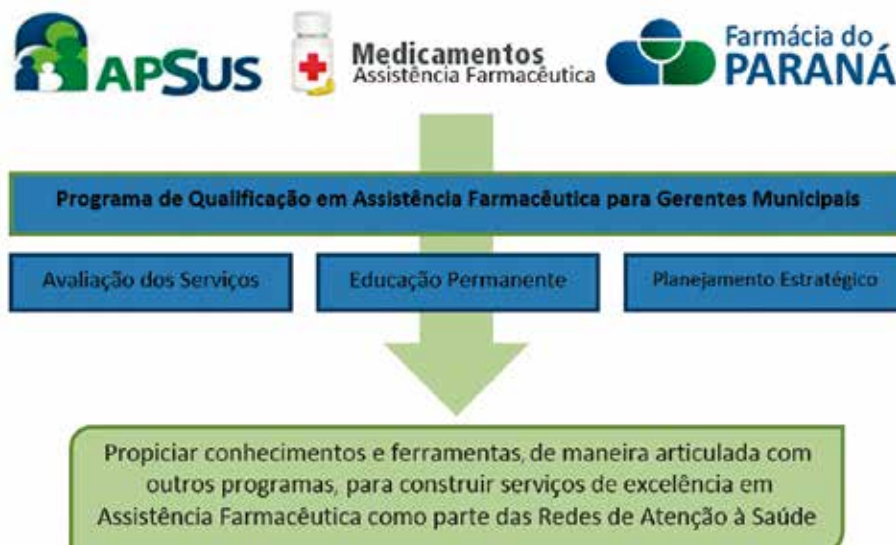 APSUS
Medicamentos
Assistência Farmacêutica
Farmácia do
PARANÁ
Programa de Qualificação em Assistência Farmacêutica para Gerentes Municipais
Avaliação dos Serviços
Educação Permanente
Planejamento Estratégico
Propiciar conhecimentos e ferramentas, de maneira articulada com
outros programas, para construir serviços de excelência em
Assistência Farmacêutica como parte das Redes de Atenção à Saúde